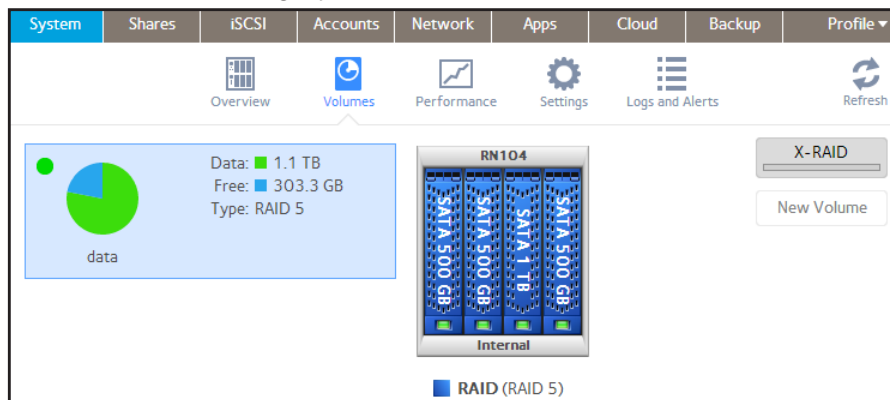 System Shares iSCSI Accounts Network Apps Cloud Backup Profile ▾
Overview Volumes Performance Settings Logs and Alerts Refresh
Data: 1.1 TB
Free: 303.3 GB
Type: RAID 5
data
RN104
SATA 500 GB
SATA 500 GB
SATA 1 TB
SATA 500 GB
Internal
RAID (RAID 5)
X-RAID
New Volume